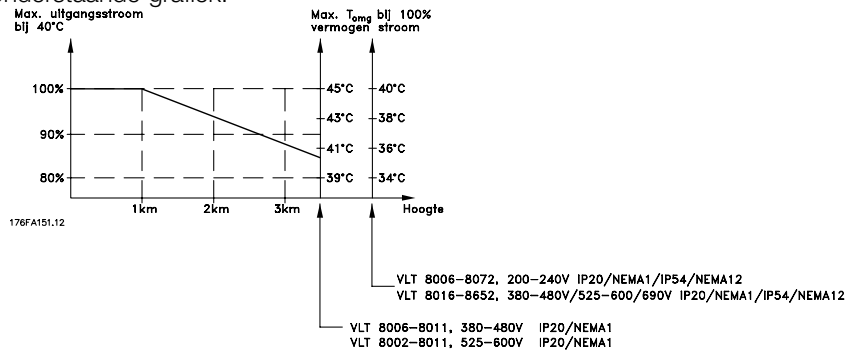 onderstaande grafiek.
Max. uitgangsstroom
bij 40°C
Max. Tomg bij 100%
vermogen stroom
100%
90%
80%
45°C
43°C
41°C
39°C
40°C
38°C
36°C
34°C
1km
2km
3km
Hoogte
176FA151.12
VLT 8006-8072, 200-240V IP20/NEMA1/IP54/NEMA12
VLT 8016-8652, 380-480V/525-600/690V IP20/NEMA1/IP54/NEMA12
VLT 8006-8011, 380-480V IP20/NEMA1
VLT 8002-8011, 525-600V IP20/NEMA1